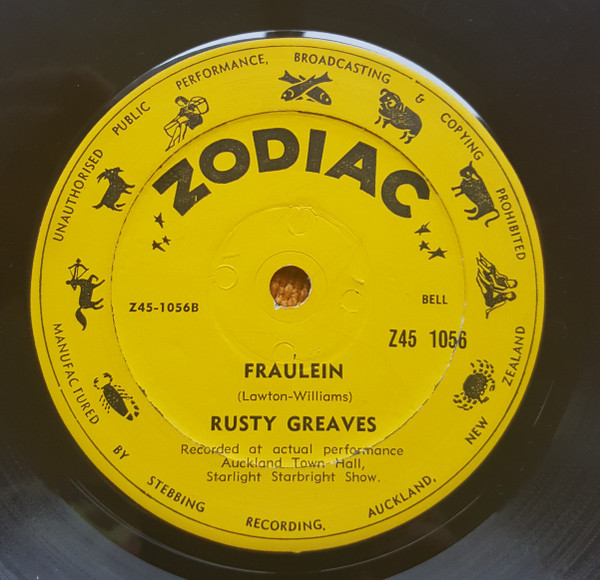 UNAUTHORISED PUBLIC PERFORMANCE, BROADCASTING & COPYING PROHIBITED
ZODIAC
Z45-1056B
BELL
Z45 1056
FRAULEIN
(Lawton-Williams)
RUSTY GREAVES
Recorded at actual performance
Auckland Town Hall,
Starlight Starbright Show.
MANUFACTURED BY STEBBING RECORDING, AUCKLAND, NEW ZEALAND